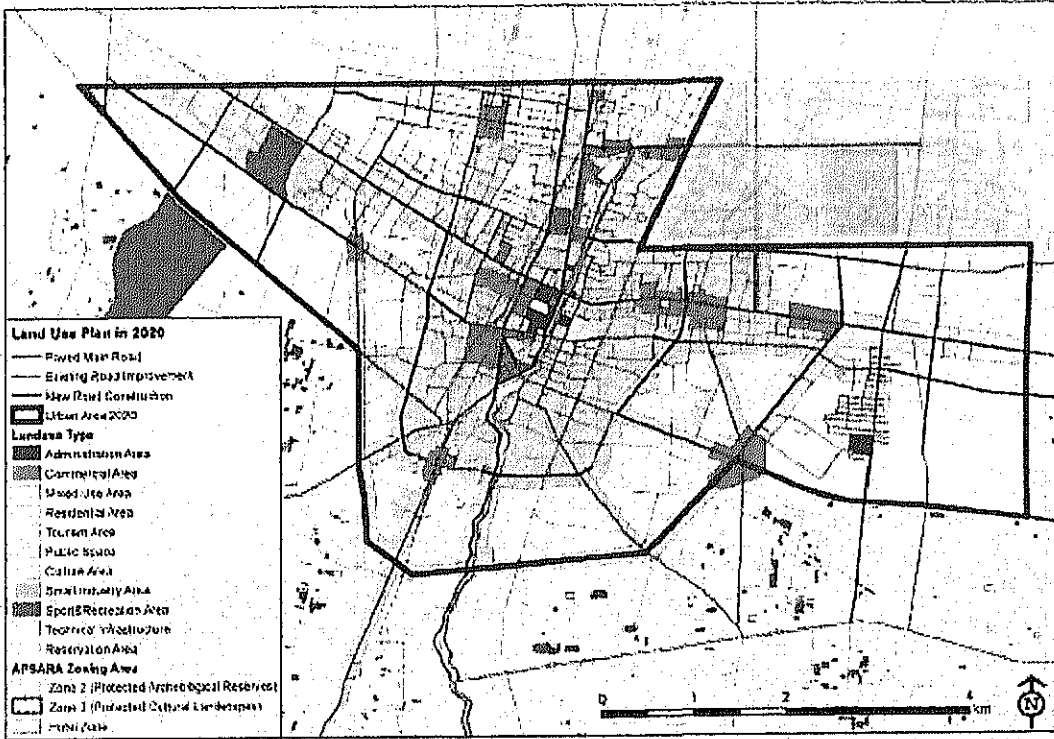 Land Use Plan in 2020
Paved Main Road
Existing Road Improvement
New Road Construction
Urban Area 2020
Landuse Type
Administration Area
Commercial Area
Mixed Use Area
Residential Area
Tourism Area
Public Space
Culture Area
Small Industry Area
Sport&Recreation Area
Technical Infrastructure
Reservation Area
APSARA Zoning Area
Zone 2 (Protected Archeological Reserves)
Zone 3 (Protected Cultural Landscapes)
Hotel Zone
0 1 2 4 km
N